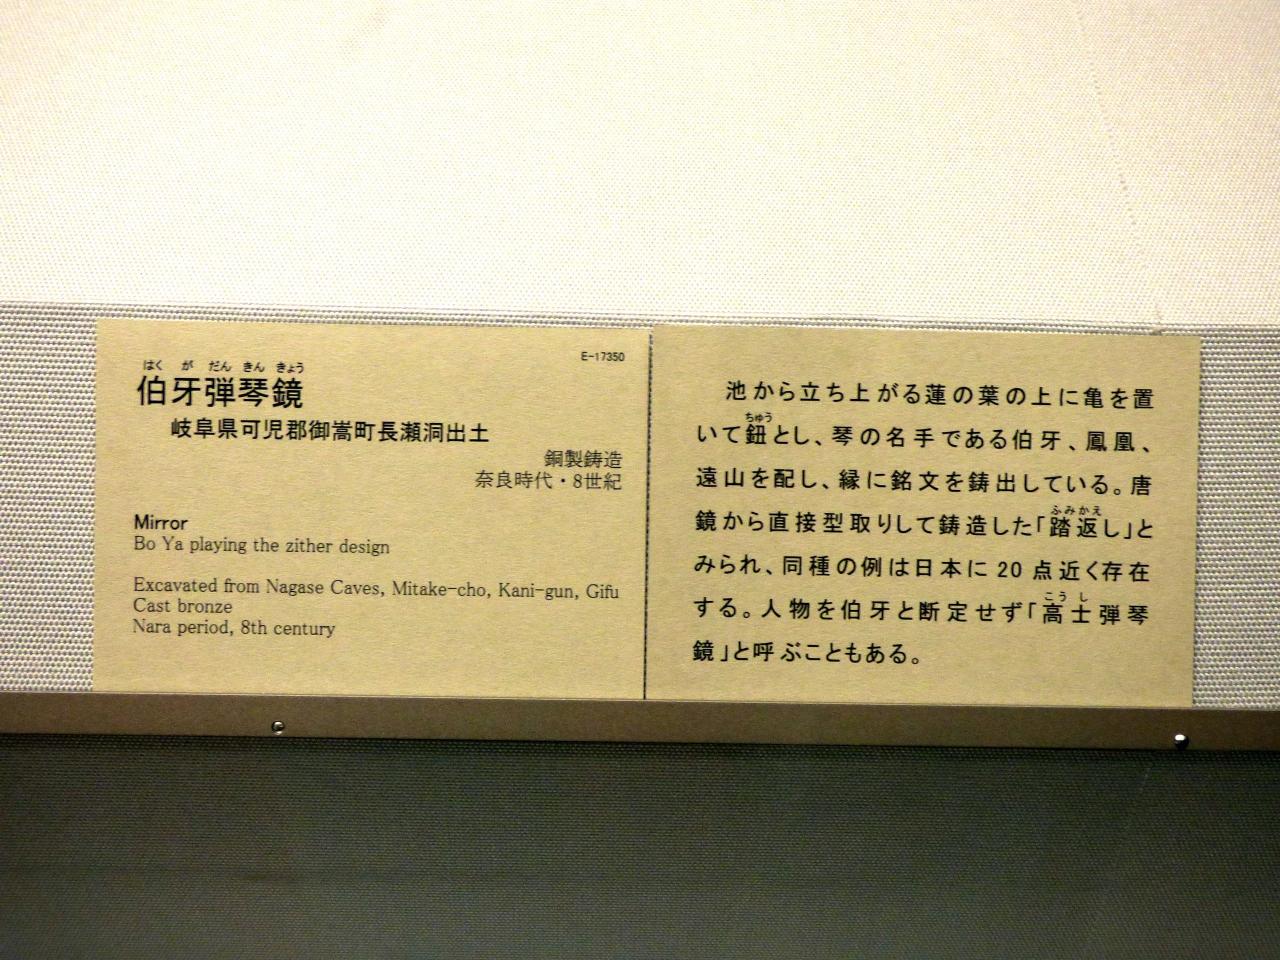 E-17350
はくがだんきんきょう
伯牙弾琴鏡
岐阜県可児郡御嵩町長瀬洞出土
銅製鋳造
奈良時代・8世紀
Mirror
Bo Ya playing the zither design
Excavated from Nagase Caves, Mitake-cho, Kani-gun, Gifu
Cast bronze
Nara period, 8th century
池から立ち上がる蓮の葉の上に亀を置
ちゅう
いて鈕とし、琴の名手である伯牙、鳳凰、
遠山を配し、縁に銘文を鋳出している。唐
ふみかえ
鏡から直接型取りして鋳造した「踏返し」と
みられ、同種の例は日本に20点近く存在
こうし
する。人物を伯牙と断定せず「高士弾琴
鏡」と呼ぶこともある。